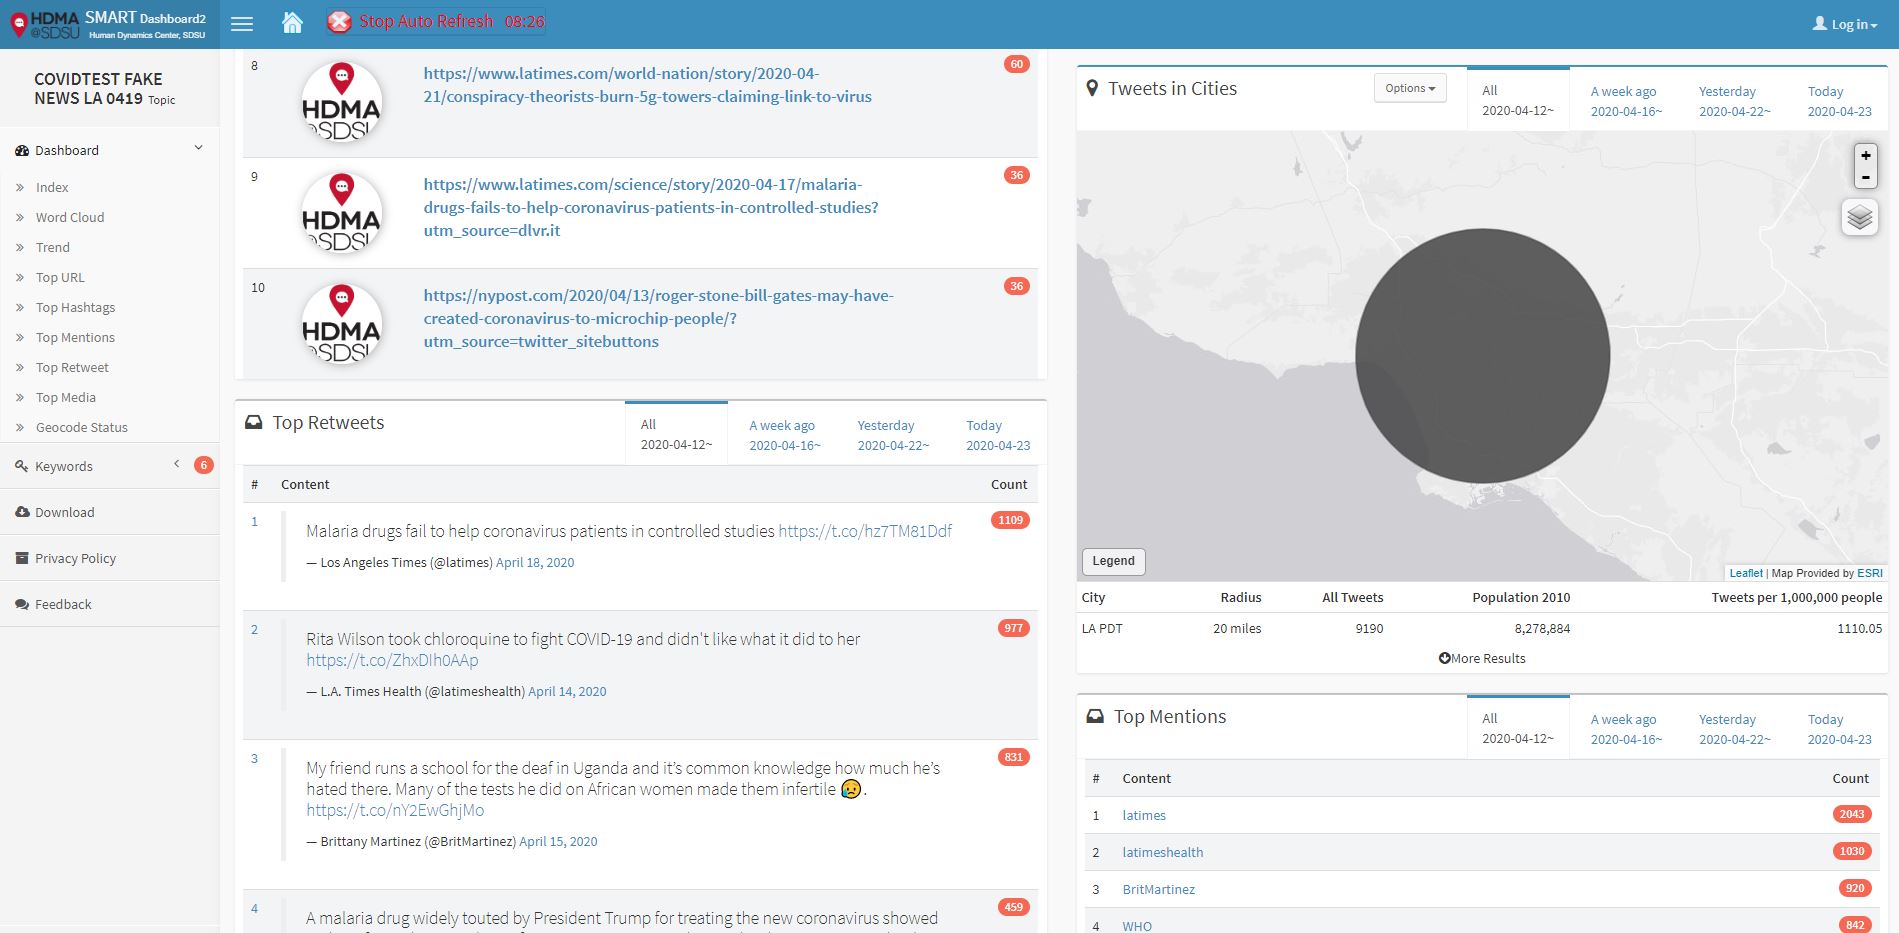 HDMA
@SDSU
SMART Dashboard2
Human Dynamics Center, SDSU
Stop Auto Refresh 08:26
Log in
COVIDTEST FAKE
NEWS LA 0419 Topic
Dashboard
Index
Word Cloud
Trend
Top URL
Top Hashtags
Top Mentions
Top Retweet
Top Media
Geocode Status
Keywords
6
Download
Privacy Policy
Feedback
8
HDMA
@SDSU
https://www.latimes.com/world-nation/story/2020-04-
21/conspiracy-theorists-burn-5g-towers-claiming-link-to-virus
60
9
HDMA
@SDSU
https://www.latimes.com/science/story/2020-04-17/malaria-
drugs-fails-to-help-coronavirus-patients-in-controlled-studies?
utm_source=dlvr.it
36
10
HDMA
@SDSU
https://nypost.com/2020/04/13/roger-stone-bill-gates-may-have-
created-coronavirus-to-microchip-people/?
utm_source=twitter_sitebuttons
36
Top Retweets
All
2020-04-12~
A week ago
2020-04-16~
Yesterday
2020-04-22~
Today
2020-04-23
# Content Count
1
Malaria drugs fail to help coronavirus patients in controlled studies https://t.co/hz7TM81Ddf
— Los Angeles Times (@latimes) April 18, 2020
1109
2
Rita Wilson took chloroquine to fight COVID-19 and didn't like what it did to her
https://t.co/ZhxDIh0AAp
— L.A. Times Health (@latimeshealth) April 14, 2020
977
3
My friend runs a school for the deaf in Uganda and it’s common knowledge how much he’s
hated there. Many of the tests he did on African women made them infertile 😥.
https://t.co/nY2EwGhjMo
— Brittany Martinez (@BritMartinez) April 15, 2020
831
4
A malaria drug widely touted by President Trump for treating the new coronavirus showed
459
Tweets in Cities
Options
All
2020-04-12~
A week ago
2020-04-16~
Yesterday
2020-04-22~
Today
2020-04-23
+
-
Legend
Leaflet | Map Provided by ESRI
City Radius All Tweets Population 2010 Tweets per 1,000,000 people
LA PDT 20 miles 9190 8,278,884 1110.05
More Results
Top Mentions
All
2020-04-12~
A week ago
2020-04-16~
Yesterday
2020-04-22~
Today
2020-04-23
# Content Count
1 latimes 2043
2 latimeshealth 1030
3 BritMartinez 920
4 WHO 842